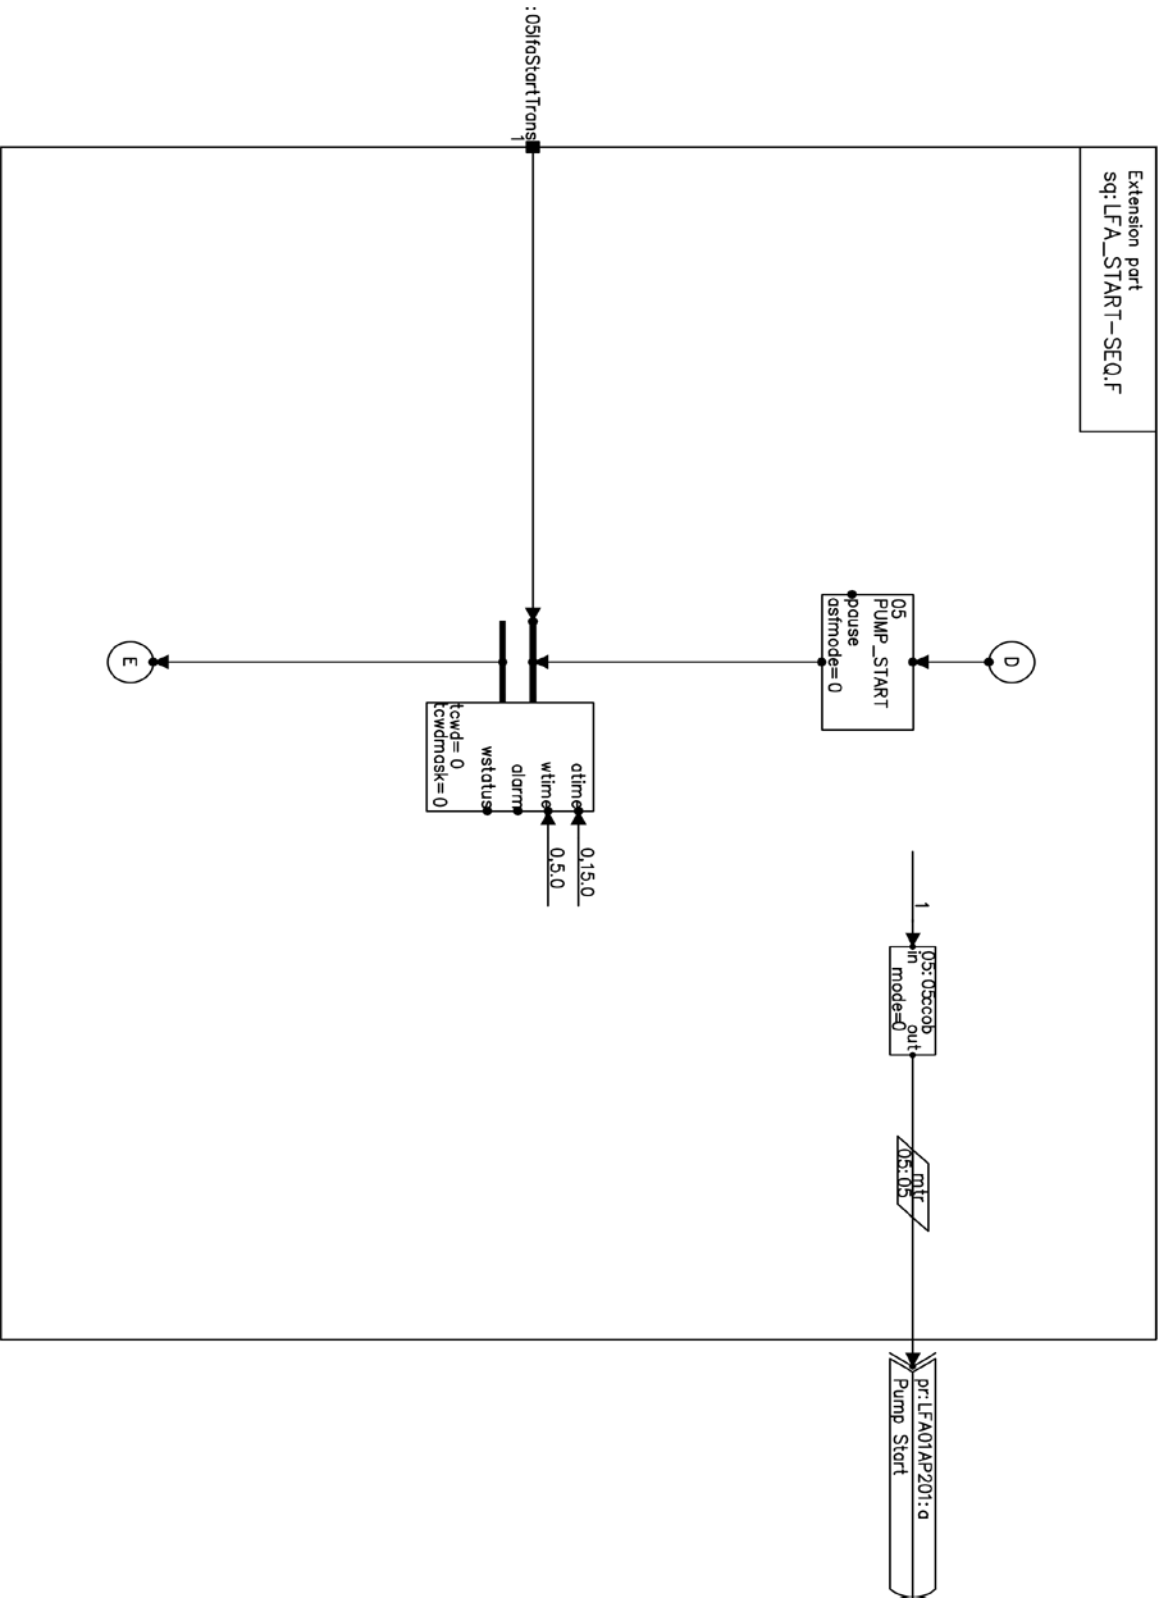 Extension part
sq:LFA_START-SEQ.F
D
05
PUMP_START
pause
asfmode=0
1
05:05ccob
in out
mode=0
mtr
05:05
pr:LFA01AP201:a
Pump Start
:05lfaStartTrans
1
atime
wtime
alarm
wstatus
tcwd=0
tcwdmask=0
0,15.0
0,5.0
E